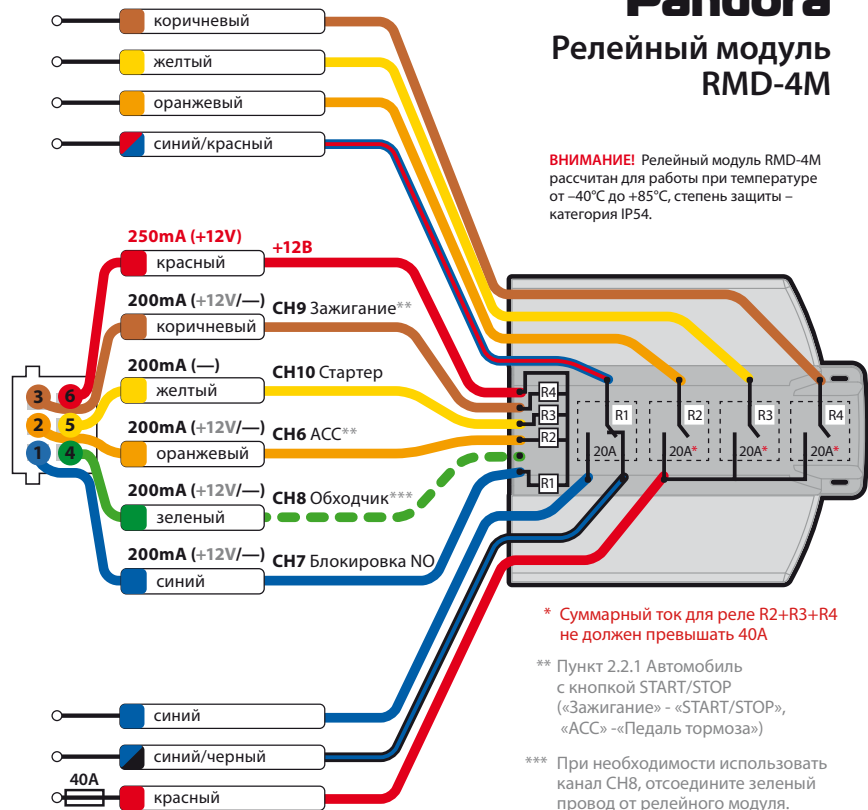 Pandora
Релейный модуль
RMD-4M
ВНИМАНИЕ! Релейный модуль RMD-4M
рассчитан для работы при температуре
от –40°С до +85°С, степень защиты –
категория IP54.
коричневый
желтый
оранжевый
синий/красный
250mA (+12V)
+12В
красный
200mA (+12V/—)
CH9 Зажигание**
коричневый
200mA (—)
CH10 Стартер
желтый
200mA (+12V/—)
CH6 ACC**
оранжевый
200mA (+12V/—)
CH8 Обходчик***
зеленый
200mA (+12V/—)
CH7 Блокировка NO
синий
3 6
2 5
1 4
R4
R3
R2
R1
R1 R2 R3 R4
20A 20A* 20A* 20A*
синий
синий/черный
40A
красный
* Суммарный ток для реле R2+R3+R4
не должен превышать 40А
** Пункт 2.2.1 Автомобиль
с кнопкой START/STOP
(«Зажигание» - «START/STOP»,
«ACC» -«Педаль тормоза»)
*** При необходимости использовать
канал CH8, отсоедините зеленый
провод от релейного модуля.